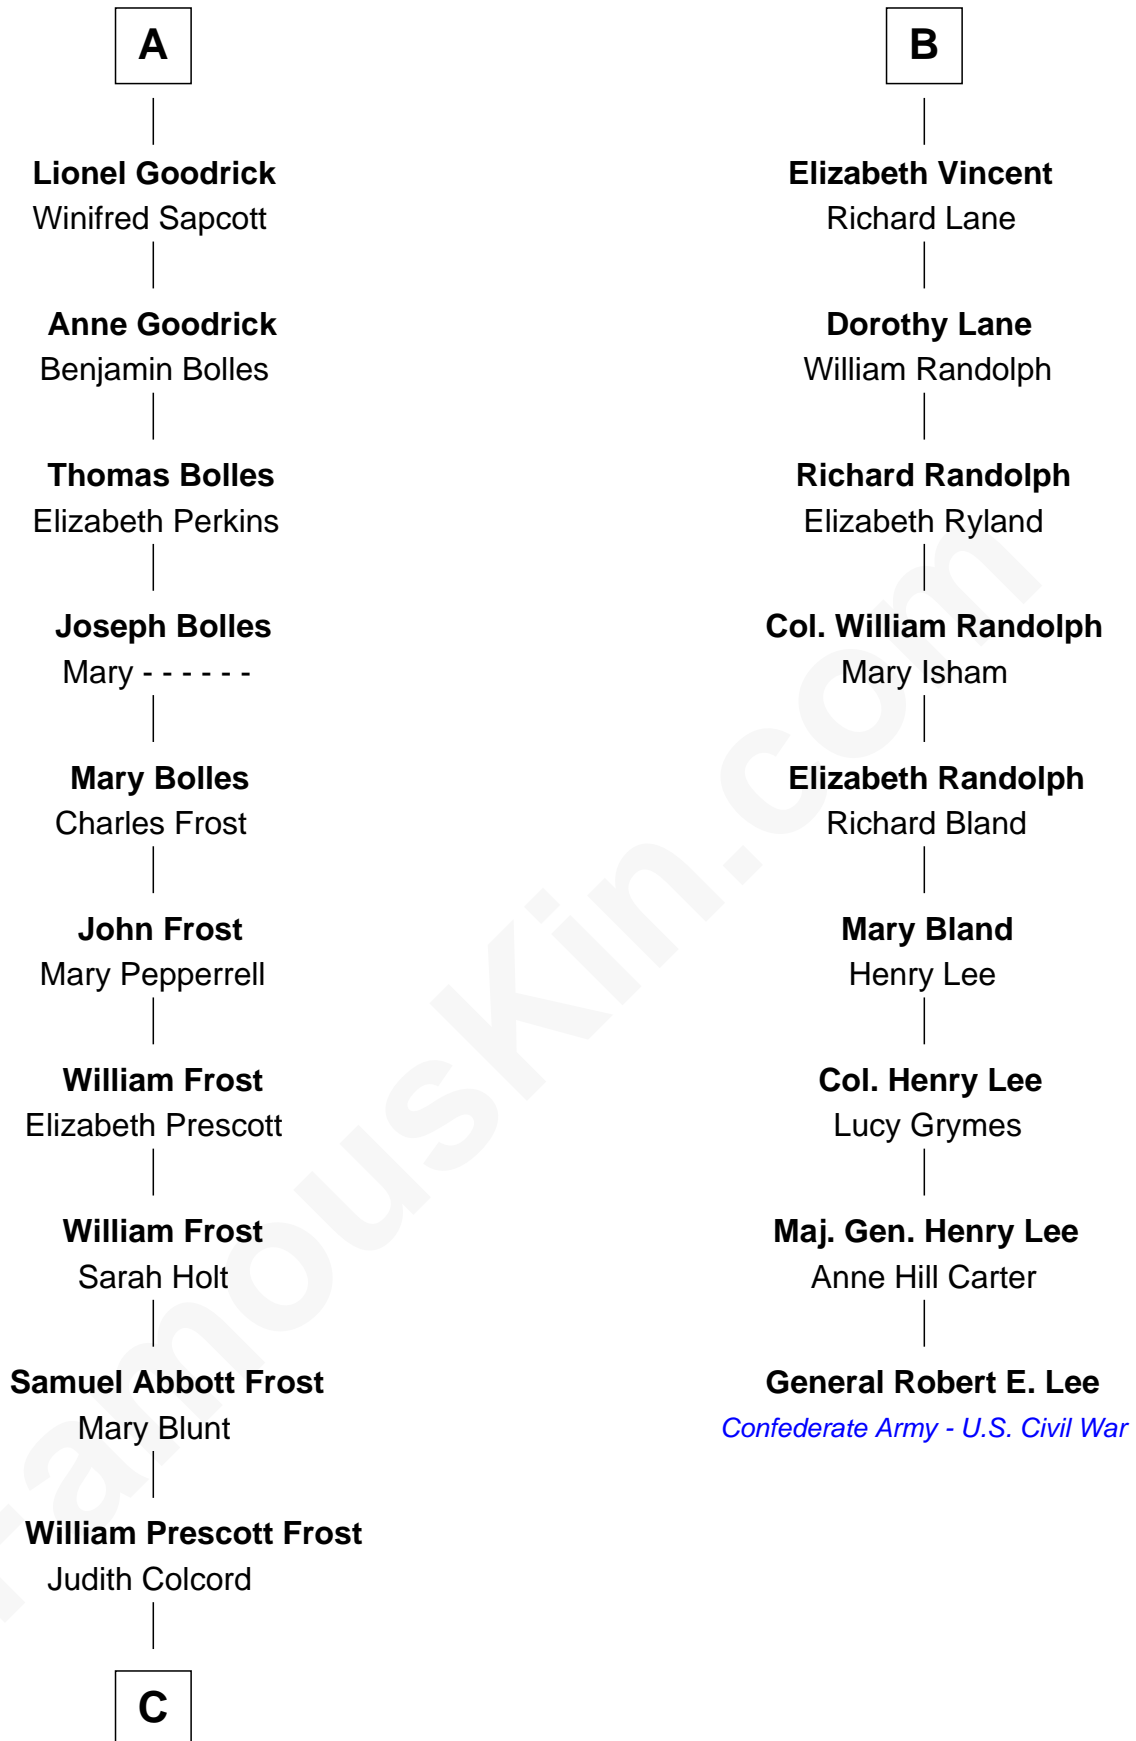 A
Lionel Goodrick
Winifred Sapcott
Anne Goodrick
Benjamin Bolles
Thomas Bolles
Elizabeth Perkins
Joseph Bolles
Mary - - - - - -
Mary Bolles
Charles Frost
John Frost
Mary Pepperrell
William Frost
Elizabeth Prescott
William Frost
Sarah Holt
Samuel Abbott Frost
Mary Blunt
William Prescott Frost
Judith Colcord
C
B
Elizabeth Vincent
Richard Lane
Dorothy Lane
William Randolph
Richard Randolph
Elizabeth Ryland
Col. William Randolph
Mary Isham
Elizabeth Randolph
Richard Bland
Mary Bland
Henry Lee
Col. Henry Lee
Lucy Grymes
Maj. Gen. Henry Lee
Anne Hill Carter
General Robert E. Lee
Confederate Army - U.S. Civil War
FamousKin.com